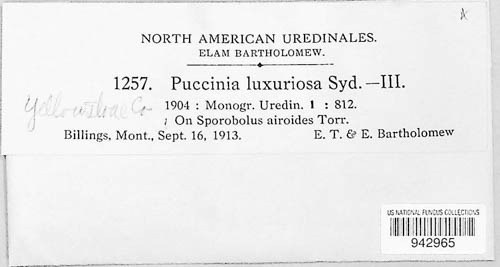 A
NORTH AMERICAN UREDINALES.
ELAM BARTHOLOMEW.
1257. Puccinia luxuriosa Syd.—III.
Yellowstone Co
1904 : Monogr. Uredin. 1 : 812.
On Sporobolus airoides Torr.
Billings, Mont., Sept. 16, 1913. E. T. & E. Bartholomew
US NATIONAL FUNGUS COLLECTIONS
942965